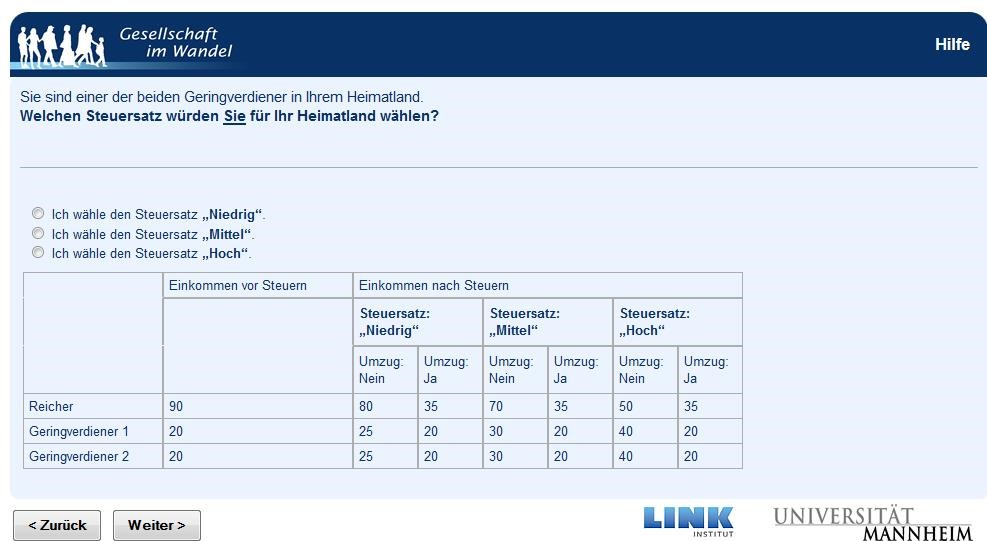 Gesellschaft
im Wandel
Hilfe
Sie sind einer der beiden Geringverdiener in Ihrem Heimatland.
Welchen Steuersatz würden Sie für Ihr Heimatland wählen?
Ich wähle den Steuersatz „Niedrig“.
Ich wähle den Steuersatz „Mittel“.
Ich wähle den Steuersatz „Hoch“.
Einkommen vor Steuern Einkommen nach Steuern
Steuersatz: Steuersatz: Steuersatz:
„Niedrig“ „Mittel“ „Hoch“
Umzug: Umzug: Umzug: Umzug: Umzug: Umzug:
Nein Ja Nein Ja Nein Ja
Reicher 90 80 35 70 35 50 35
Geringverdiener 1 20 25 20 30 20 40 20
Geringverdiener 2 20 25 20 30 20 40 20
< Zurück Weiter >
LINK
INSTITUT
UNIVERSITÄT
MANNHEIM